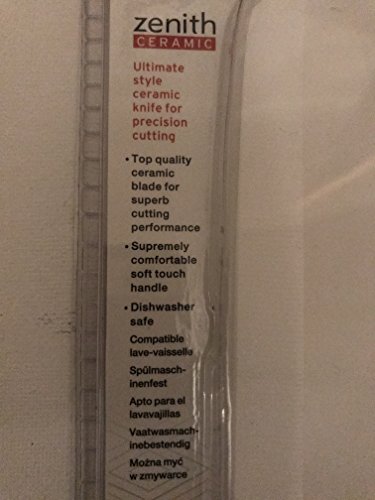 zenith
CERAMIC
Ultimate
style
ceramic
knife for
precision
cutting
• Top quality
ceramic
blade for
superb
cutting
performance
• Supremely
comfortable
soft touch
handle
• Dishwasher
safe
Compatible
lave-vaisselle
Spülmasch-
inenfest
Apto para el
lavavajillas
Vaatwasmach-
inebestendig
Można myć
w zmywarce